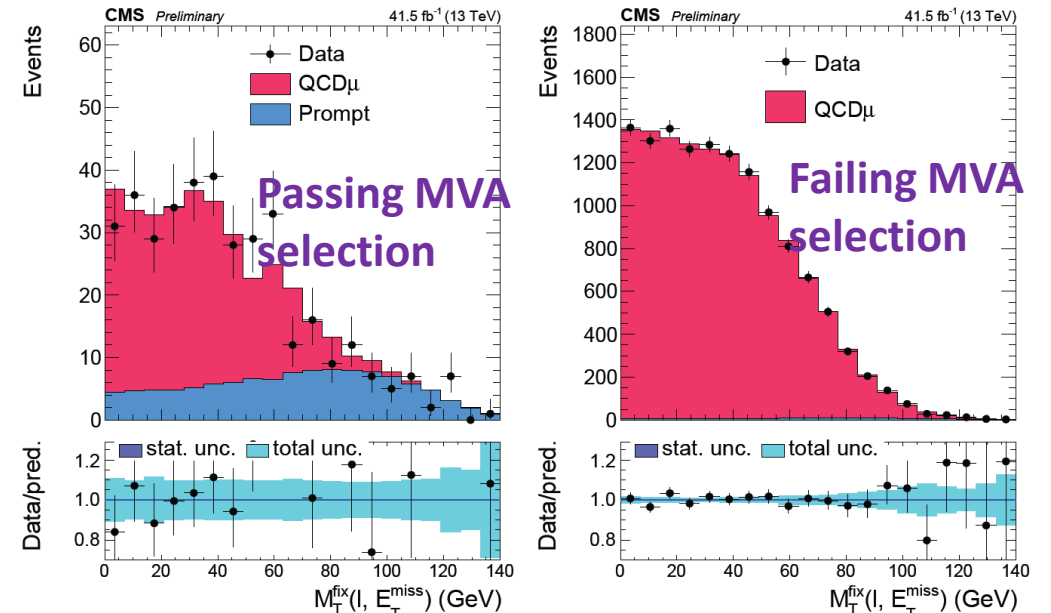 CMS Preliminary 41.5 fb⁻¹ (13 TeV)
Events
60
50
40
30
20
10
0
Data
QCDμ
Prompt
Passing MVA
selection
Data/pred.
1.2
1.0
0.8
stat. unc. total unc.
0 20 40 60 80 100 120 140
M_T^fix(l, E_T^miss) (GeV)
CMS Preliminary 41.5 fb⁻¹ (13 TeV)
Events
1800
1600
1400
1200
1000
800
600
400
200
0
Data
QCDμ
Failing MVA
selection
Data/pred.
1.2
1.0
0.8
stat. unc. total unc.
0 20 40 60 80 100 120 140
M_T^fix(l, E_T^miss) (GeV)